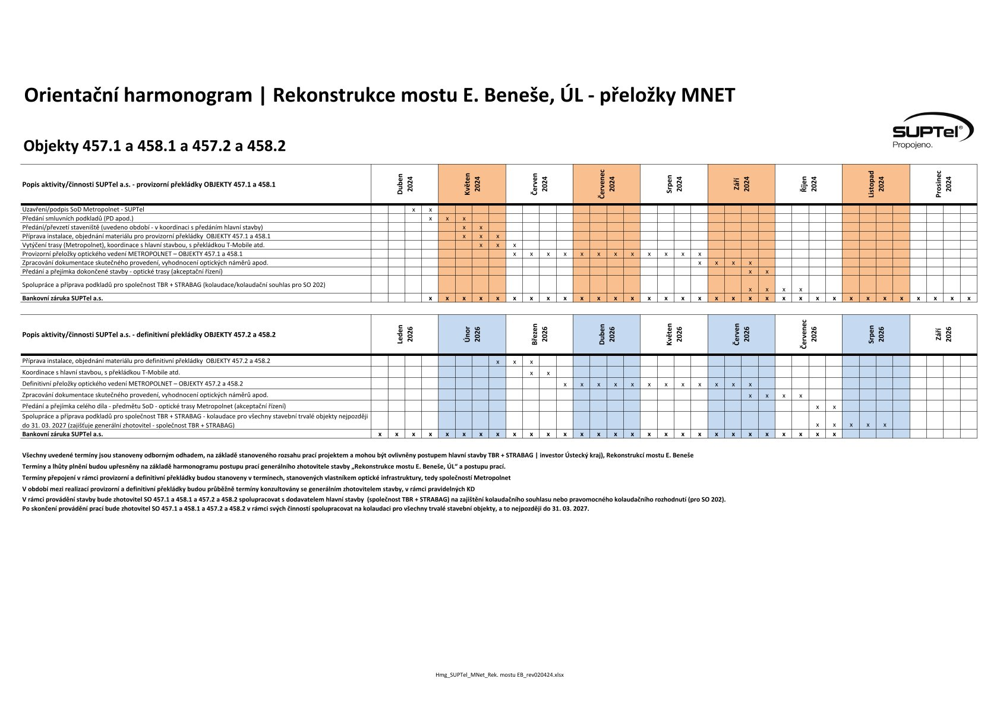 Orientační harmonogram | Rekonstrukce mostu E. Beneše, ÚL - přeložky MNET
SUPTel®
Propojeno.
Objekty 457.1 a 458.1 a 457.2 a 458.2
Popis aktivity/činnosti SUPTel a.s. - provizorní překládky OBJEKTY 457.1 a 458.1 Duben 2024 Květen 2024 Červen 2024 Červenec 2024 Srpen 2024 Září 2024 Říjen 2024 Listopad 2024 Prosinec 2024
Uzavření/podpis SoD Metropolnet - SUPTel x x
Předání smluvních podkladů (PD apod.) x x x
Předání/převzetí staveniště (uvedeno období - v koordinaci s předáním hlavní stavby) x x
Příprava instalace, objednání materiálu pro provizorní překládky OBJEKTY 457.1 a 458.1 x x x
Vytýčení trasy (Metropolnet), koordinace s hlavní stavbou, s překládkou T-Mobile atd. x x x
Provizorní přeložky optického vedení METROPOLNET – OBJEKTY 457.1 a 458.1 x x x x x x x x x x x x
Zpracování dokumentace skutečného provedení, vyhodnocení optických náměrů apod. x x x x
Předání a přejímka dokončené stavby - optické trasy (akceptační řízení) x x
Spolupráce a příprava podkladů pro společnost TBR + STRABAG (kolaudace/kolaudační souhlas pro SO 202) x x x x
Bankovní záruka SUPTel a.s. x x x x x x x x x x x x x x x x x x x x x x x x x x x x x x x x x
Popis aktivity/činnosti SUPTel a.s. - definitivní překládky OBJEKTY 457.2 a 458.2 Leden 2026 Únor 2026 Březen 2026 Duben 2026 Květen 2026 Červen 2026 Červenec 2026 Srpen 2026 Září 2026
Příprava instalace, objednání materiálu pro definitivní překládky OBJEKTY 457.2 a 458.2 x x x
Koordinace s hlavní stavbou, s překládkou T-Mobile atd. x x
Definitivní přeložky optického vedení METROPOLNET – OBJEKTY 457.2 a 458.2 x x x x x x x x x x x x
Zpracování dokumentace skutečného provedení, vyhodnocení optických náměrů apod. x x x x
Předání a přejímka celého díla - předmětu SoD - optické trasy Metropolnet (akceptační řízení) x x
Spolupráce a příprava podkladů pro společnost TBR + STRABAG - kolaudace pro všechny stavební trvalé objekty nejpozději
do 31. 03. 2027 (zajišťuje generální zhotovitel - společnost TBR + STRABAG) x x x x x
Bankovní záruka SUPTel a.s. x x x x x x x x x x x x x x x x x x x x x x x x x x x x
Všechny uvedené termíny jsou stanoveny odborným odhadem, na základě stanoveného rozsahu prací projektem a mohou být ovlivněny postupem hlavní stavby TBR + STRABAG | investor Ústecký kraj), Rekonstrukcí mostu E. Beneše
Termíny a lhůty plnění budou upřesněny na základě harmonogramu postupu prací generálního zhotovitele stavby „Rekonstrukce mostu E. Beneše, ÚL“ a postupu prací.
Termíny přepojení v rámci provizorní a definitivní překládky budou stanoveny v termínech, stanovených vlastníkem optické infrastruktury, tedy společností Metropolnet
V období mezi realizací provizorní a definitivní překládky budou průběžně termíny konzultovány se generálním zhotovitelem stavby, v rámci pravidelných KD
V rámci provádění stavby bude zhotovitel SO 457.1 a 458.1 a 457.2 a 458.2 spolupracovat s dodavatelem hlavní stavby (společnost TBR + STRABAG) na zajištění kolaudačního souhlasu nebo pravomocného kolaudačního rozhodnutí (pro SO 202).
Po skončení provádění prací bude zhotovitel SO 457.1 a 458.1 a 457.2 a 458.2 v rámci svých činností spolupracovat na kolaudaci pro všechny trvalé stavební objekty, a to nejpozději do 31. 03. 2027.
Hmg_SUPTel_MNet_Rek. mostu EB_rev020424.xlsx